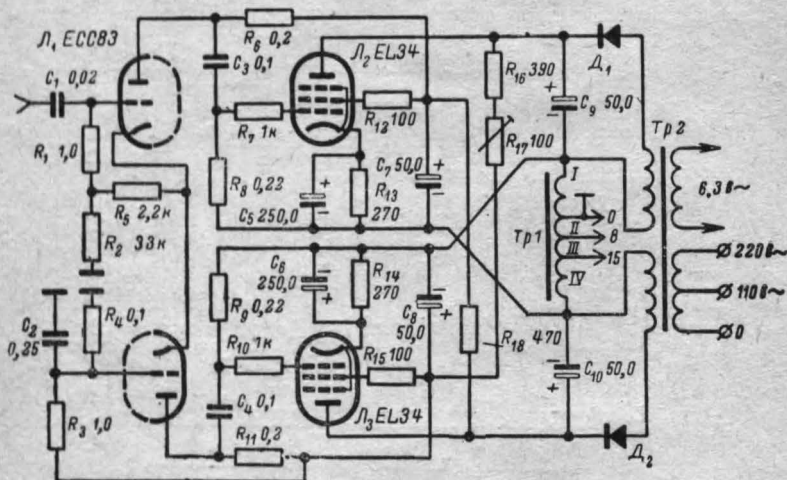 Л₁ ECC83
R₆ 0,2
C₃ 0,1
Л₂ EL34
R₁₆ 390
Д₁
C₁ 0,02
R₇ 1к
R₁₂ 100
R₁₇ 100
C₉ 50,0
Тр2
R₁ 1,0
R₈ 0,22
C₇ 50,0
6,3в~
R₅ 2,2к
C₅ 250,0
R₁₃
270
I
0
II
8
III
15
IV
Тр1
220в~
110в~
0
R₂ 33к
C₆
250,0
R₁₄
270
C₈
50,0
R₉ 0,22
R₄ 0,1
C₂
0,25
R₁₀ 1к
R₁₅ 100
R₁₈
470
C₁₀ 50,0
R₃ 1,0
C₄ 0,1
Л₃ EL34
R₁₁ 0,2
Д₂